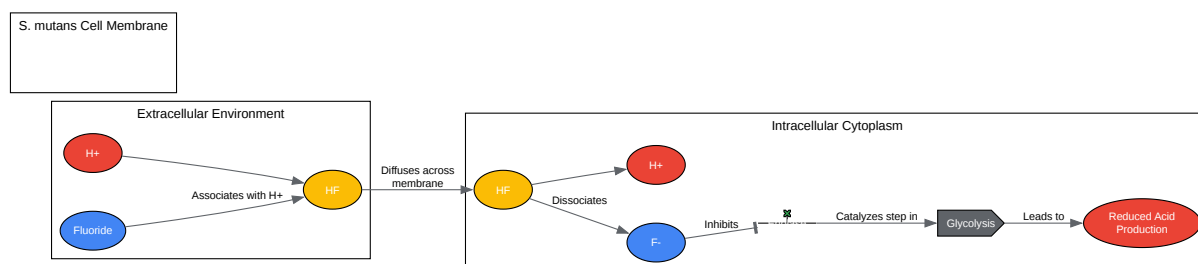 S. mutans Cell Membrane
Extracellular Environment
H+
Associates with H+
Fluoride
HF
Diffuses across
membrane
Intracellular Cytoplasm
HF
H+
Dissociates
F-
Inhibits
Catalyzes step in
Glycolysis
Leads to
Reduced Acid
Production